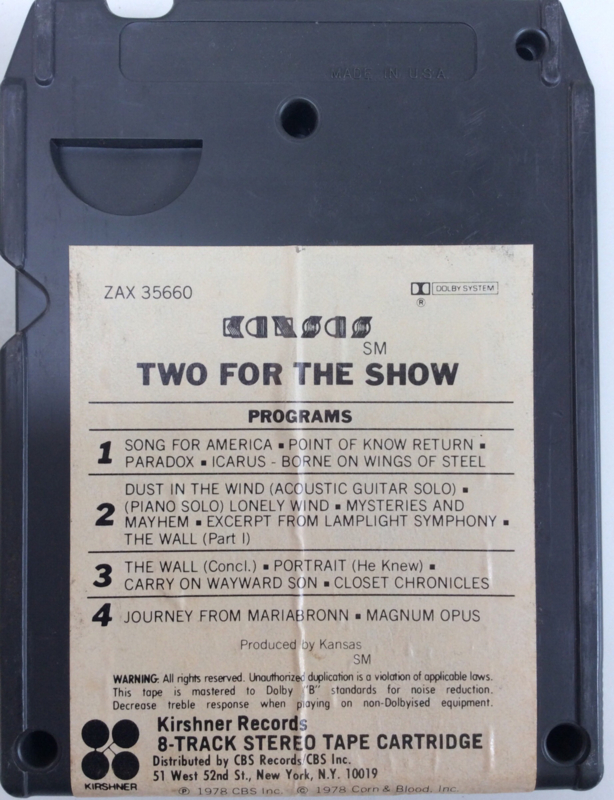 MADE IN U.S.A.
ZAX 35660
DOLBY SYSTEM
®
KANSAS
SM
TWO FOR THE SHOW
PROGRAMS
1 SONG FOR AMERICA ▪ POINT OF KNOW RETURN ▪
PARADOX ▪ ICARUS - BORNE ON WINGS OF STEEL
2 DUST IN THE WIND (ACOUSTIC GUITAR SOLO) ▪
(PIANO SOLO) LONELY WIND ▪ MYSTERIES AND
MAYHEM ▪ EXCERPT FROM LAMPLIGHT SYMPHONY ▪
THE WALL (Part I)
3 THE WALL (Concl.) ▪ PORTRAIT (He Knew) ▪
CARRY ON WAYWARD SON ▪ CLOSET CHRONICLES
4 JOURNEY FROM MARIABRONN ▪ MAGNUM OPUS
Produced by Kansas
SM
WARNING: All rights reserved. Unauthorized duplication is a violation of applicable laws.
This tape is mastered to Dolby "B" standards for noise reduction.
Decrease treble response when playing on non-Dolbyised equipment.
KIRSHNER
Kirshner Records
8-TRACK STEREO TAPE CARTRIDGE
Distributed by CBS Records/CBS Inc.
51 West 52nd St., New York, N.Y. 10019
℗ 1978 CBS Inc. © 1978 Corn & Blood, Inc.